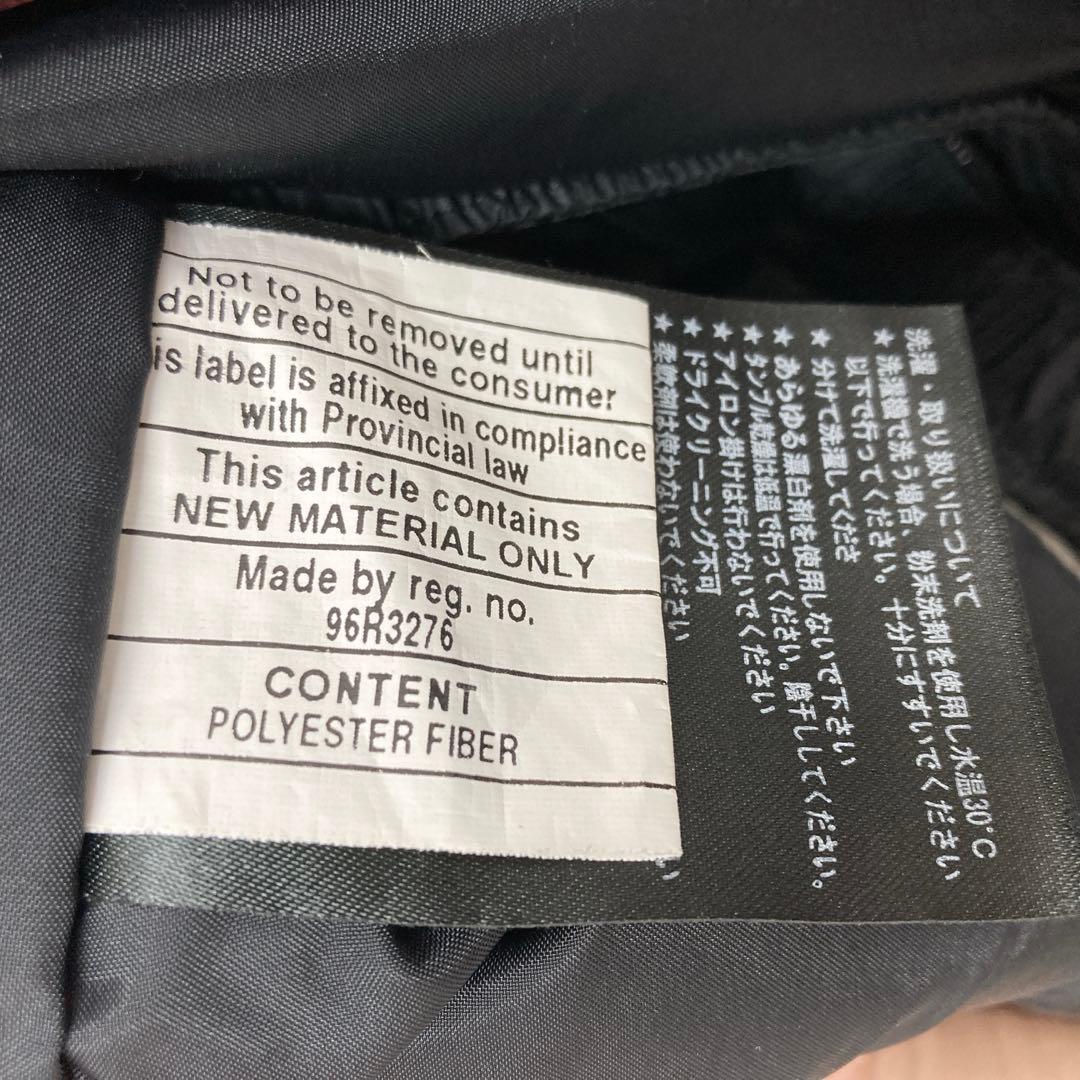 Not to be removed until
delivered to the consumer
is label is affixed in compliance
with Provincial law
This article contains
NEW MATERIAL ONLY
Made by reg. no.
96R3276
CONTENT
POLYESTER FIBER
洗濯・取り扱いについて
★洗濯機で洗う場合、粉末洗剤を使用し水温30°C
以下で行ってください。十分にすすいでください
★分けて洗濯してくださ
★あらゆる蛋白剤を使用しないで下さい
★タンブル乾燥は低温で行ってください。陰干ししてください。
★アイロン掛けは行わないでください
★ドライクリーニング不可
★柔軟剤は使わないでください